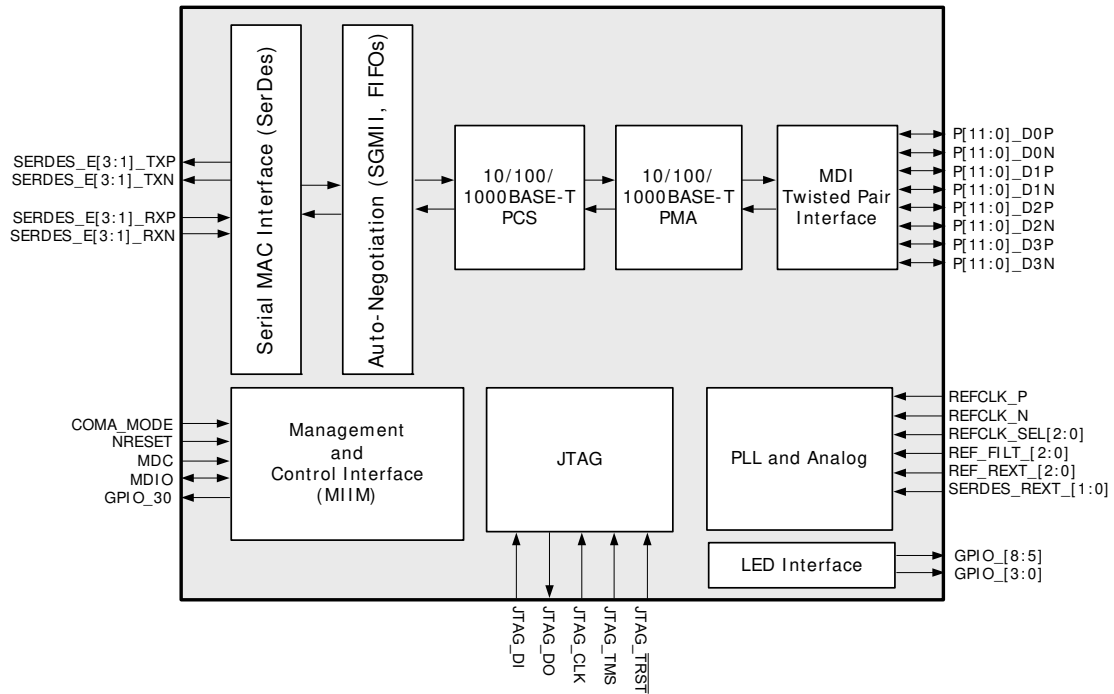 Serial MAC Interface (SerDes)
Auto-Negotiation (SGMII, FIFOs)
10/100/
1000BASE-T
PCS
10/100/
1000BASE-T
PMA
MDI
Twisted Pair
Interface
SERDES_E[3:1]_TXP
SERDES_E[3:1]_TXN
SERDES_E[3:1]_RXP
SERDES_E[3:1]_RXN
P[11:0]_D0P
P[11:0]_D0N
P[11:0]_D1P
P[11:0]_D1N
P[11:0]_D2P
P[11:0]_D2N
P[11:0]_D3P
P[11:0]_D3N
COMA_MODE
NRESET
MDC
MDIO
GPIO_30
Management
and
Control Interface
(MIIM)
JTAG
PLL and Analog
REFCLK_P
REFCLK_N
REFCLK_SEL[2:0]
REF_FILT_[2:0]
REF_REXT_[2:0]
SERDES_REXT_[1:0]
LED Interface
GPIO_[8:5]
GPIO_[3:0]
JTAG_DI
JTAG_DO
JTAG_CLK
JTAG_TMS
JTAG_TRST